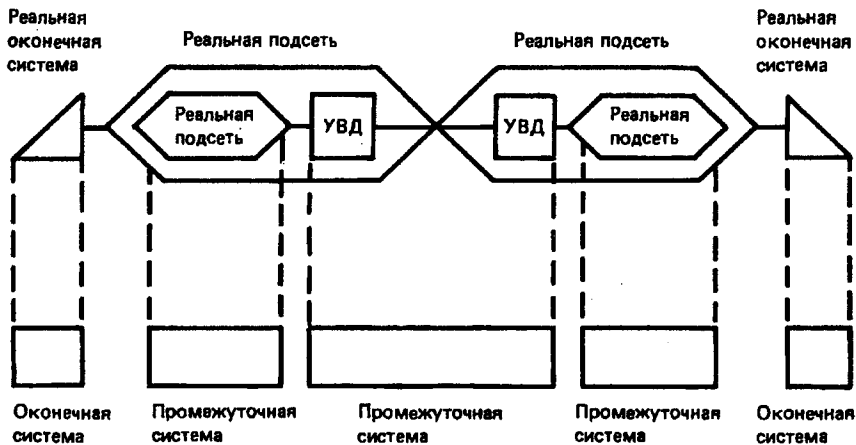 Реальная
оконечная
система
Реальная подсеть
Реальная подсеть
Реальная
оконечная
система
Реальная
подсеть
УВД
УВД
Реальная
подсеть
Оконечная
система
Промежуточная
система
Промежуточная
система
Промежуточная
система
Оконечная
система